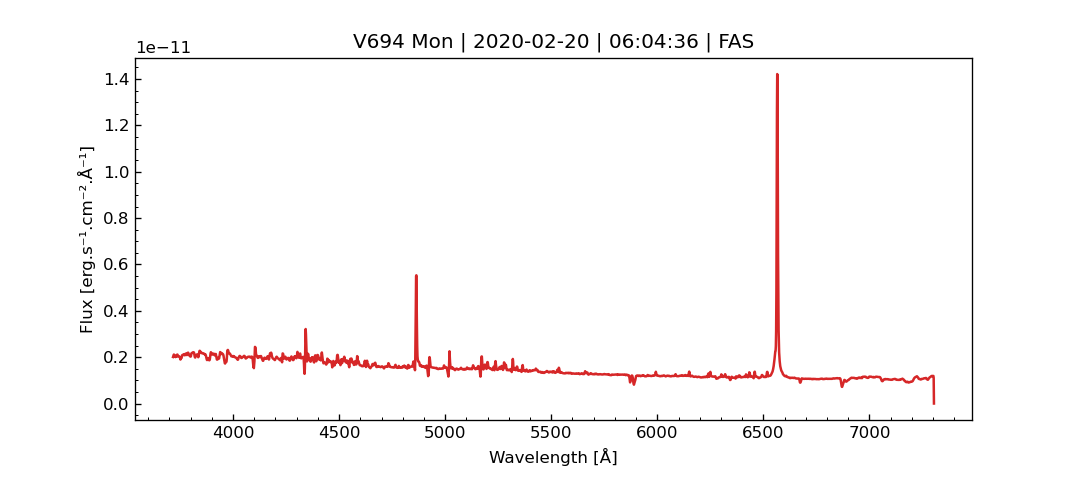 V694 Mon | 2020-02-20 | 06:04:36 | FAS
1e−11
1.4
1.2
1.0
0.8
0.6
0.4
0.2
0.0
Flux [erg.s⁻¹.cm⁻².Å⁻¹]
4000 4500 5000 5500 6000 6500 7000
Wavelength [Å]